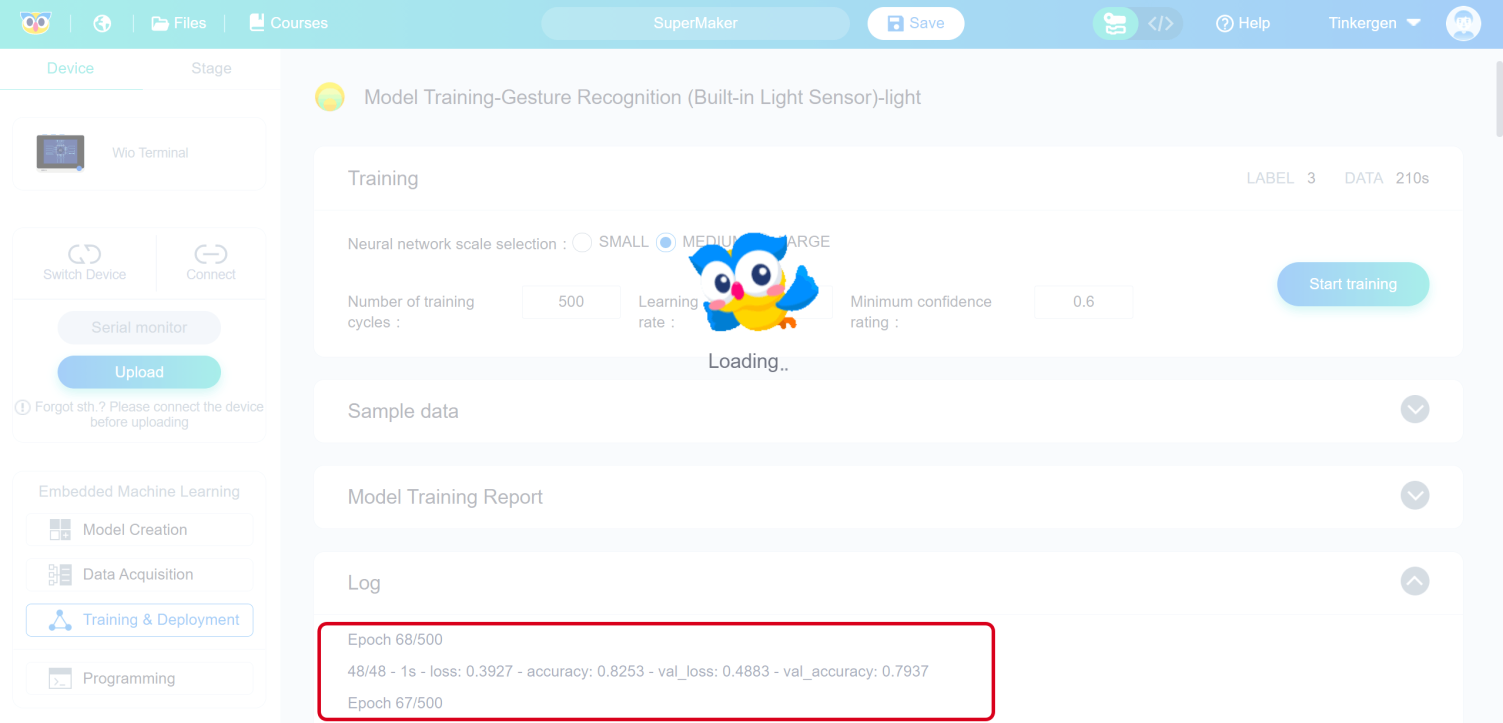 Files
Courses
SuperMaker
Save
</>
Help
Tinkergen
Device
Stage
Wio Terminal
Switch Device
Connect
Serial monitor
Upload
Forgot sth.? Please connect the device
before uploading
Embedded Machine Learning
Model Creation
Data Acquisition
Training & Deployment
Programming
Model Training-Gesture Recognition (Built-in Light Sensor)-light
Training
LABEL 3 DATA 210s
Neural network scale selection : SMALL
Number of training
cycles :
500
Learning
rate :
Minimum confidence
rating :
0.6
Start training
Loading..
Sample data
Model Training Report
Log
Epoch 68/500
48/48 - 1s - loss: 0.3927 - accuracy: 0.8253 - val_loss: 0.4883 - val_accuracy: 0.7937
Epoch 67/500